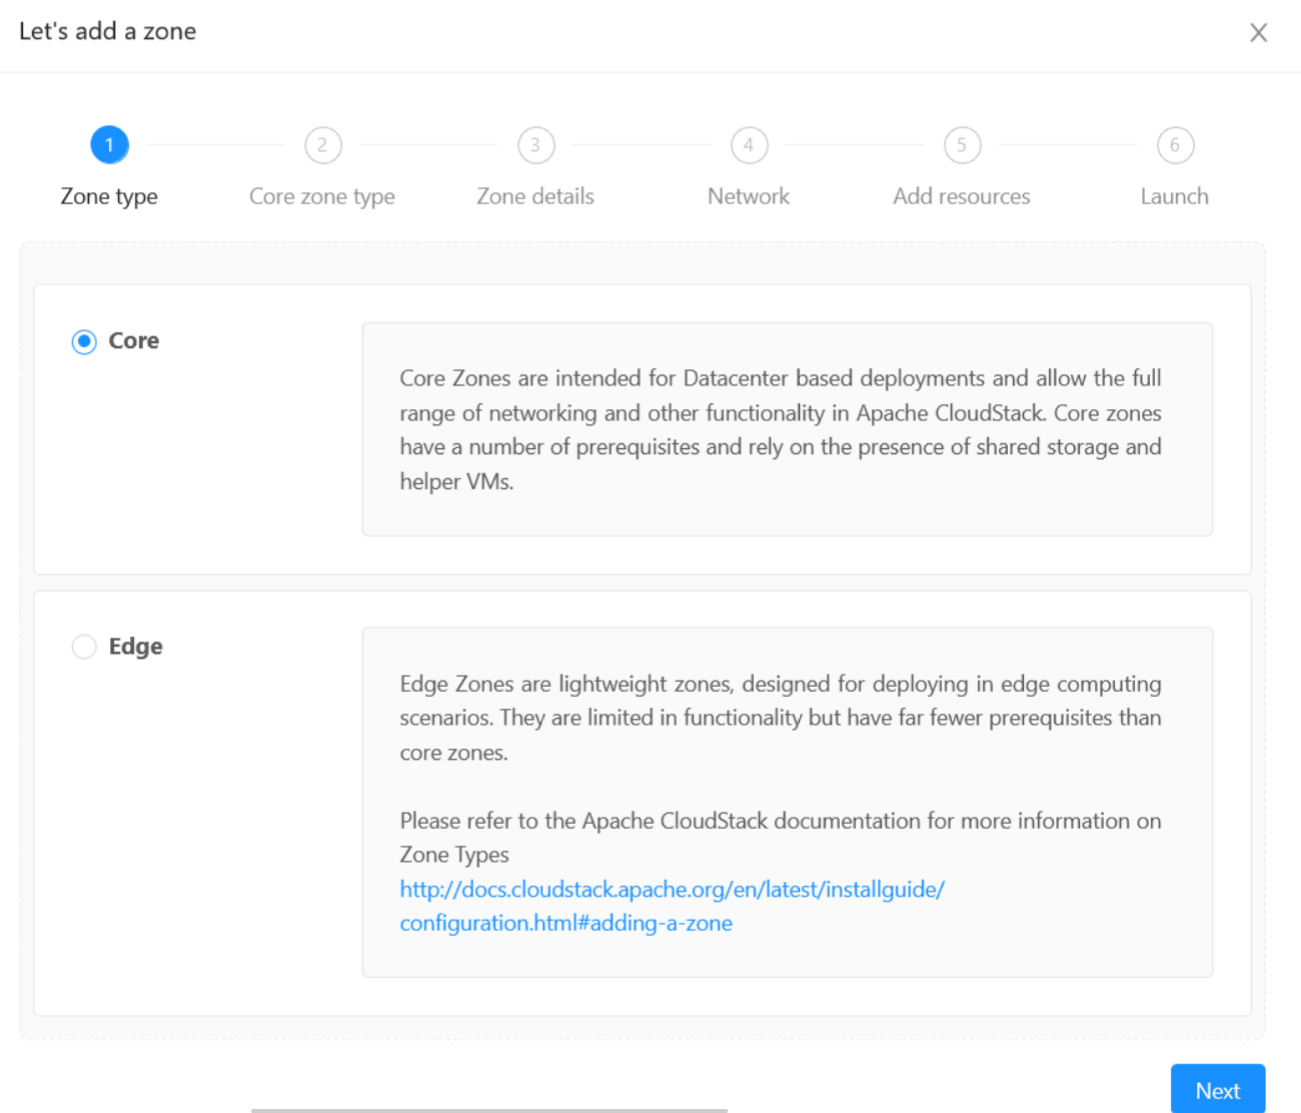 Let's add a zone
1
2
3
4
5
6
Zone type
Core zone type
Zone details
Network
Add resources
Launch
Core
Core Zones are intended for Datacenter based deployments and allow the full
range of networking and other functionality in Apache CloudStack. Core zones
have a number of prerequisites and rely on the presence of shared storage and
helper VMs.
Edge
Edge Zones are lightweight zones, designed for deploying in edge computing
scenarios. They are limited in functionality but have far fewer prerequisites than
core zones.
Please refer to the Apache CloudStack documentation for more information on
Zone Types
http://docs.cloudstack.apache.org/en/latest/installguide/
configuration.html#adding-a-zone
Next